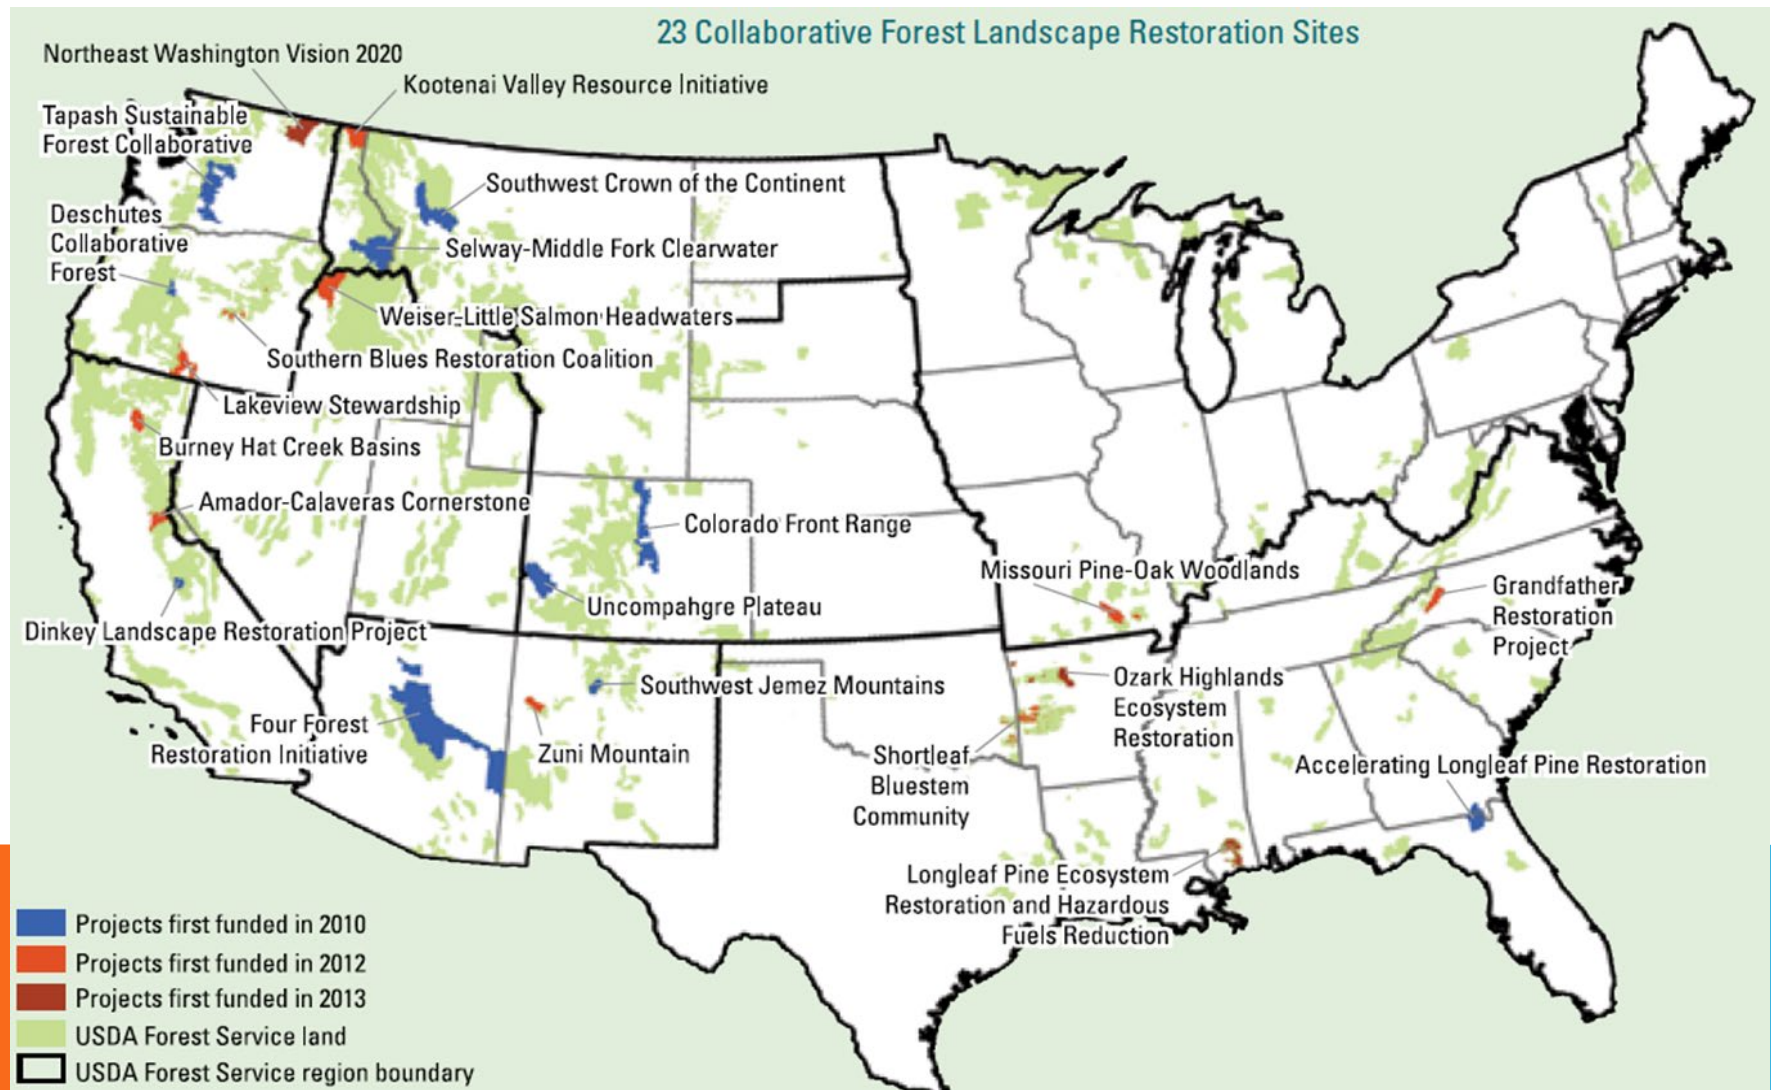 23 Collaborative Forest Landscape Restoration Sites
Northeast Washington Vision 2020
Kootenai Valley Resource Initiative
Tapash Sustainable
Forest Collaborative
Southwest Crown of the Continent
Deschutes
Collaborative
Forest
Selway-Middle Fork Clearwater
Weiser-Little Salmon Headwaters
Southern Blues Restoration Coalition
Lakeview Stewardship
Burney Hat Creek Basins
Amador-Calaveras Cornerstone
Colorado Front Range
Missouri Pine-Oak Woodlands
Grandfather
Restoration
Project
Uncompahgre Plateau
Dinkey Landscape Restoration Project
Southwest Jemez Mountains
Ozark Highlands
Ecosystem
Restoration
Four Forest
Restoration Initiative
Zuni Mountain
Shortleaf
Bluestem
Community
Accelerating Longleaf Pine Restoration
Longleaf Pine Ecosystem
Restoration and Hazardous
Fuels Reduction
Projects first funded in 2010
Projects first funded in 2012
Projects first funded in 2013
USDA Forest Service land
USDA Forest Service region boundary